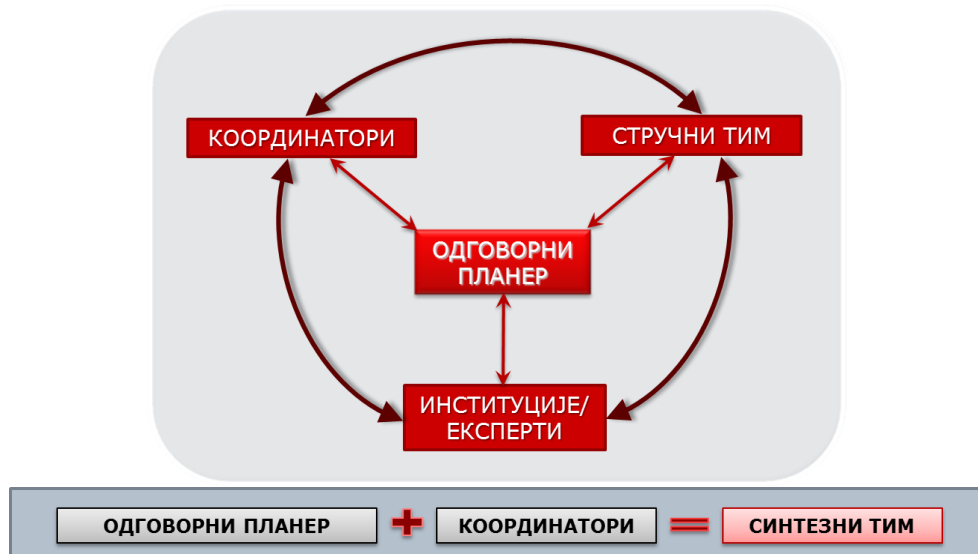 КООРДИНАТОРИ
СТРУЧНИ ТИМ
ОДГОВОРНИ
ПЛАНЕР
ИНСТИТУЦИЈЕ/
ЕКСПЕРТИ
ОДГОВОРНИ ПЛАНЕР + КООРДИНАТОРИ = СИНТЕЗНИ ТИМ